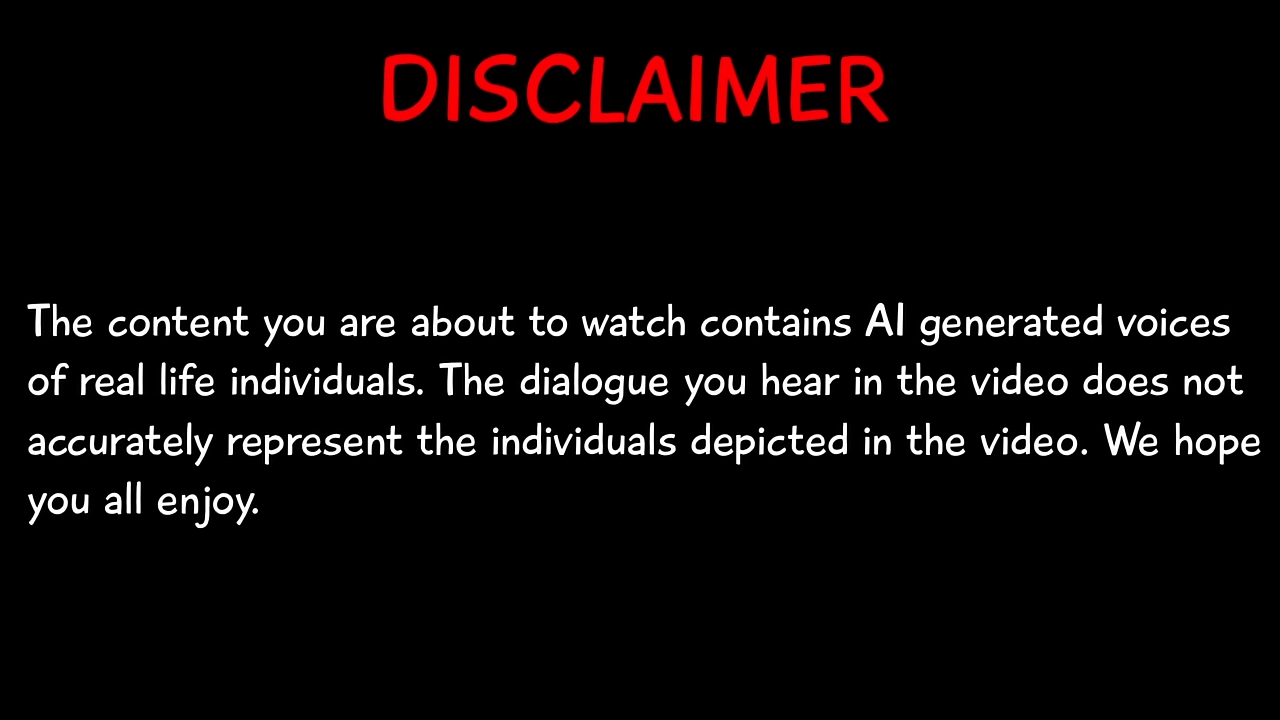 DISCLAIMER
The content you are about to watch contains AI generated voices
of real life individuals. The dialogue you hear in the video does not
accurately represent the individuals depicted in the video. We hope
you all enjoy.